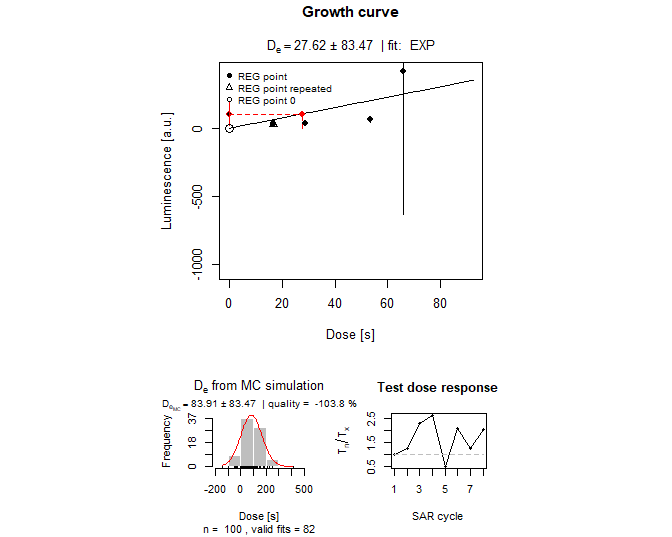 Growth curve
De = 27.62 ± 83.47 | fit: EXP
REG point
REG point repeated
REG point 0
Luminescence [a.u.]
0
-500
-1000
0 20 40 60 80
Dose [s]
De from MC simulation
DeMC = 83.91 ± 83.47 | quality = -103.8 %
Frequency
37
18
0
-200 0 200 500
Dose [s]
n = 100 , valid fits = 82
Test dose response
Tn/Tx
2.5
1.5
0.5
1 3 5 7
SAR cycle